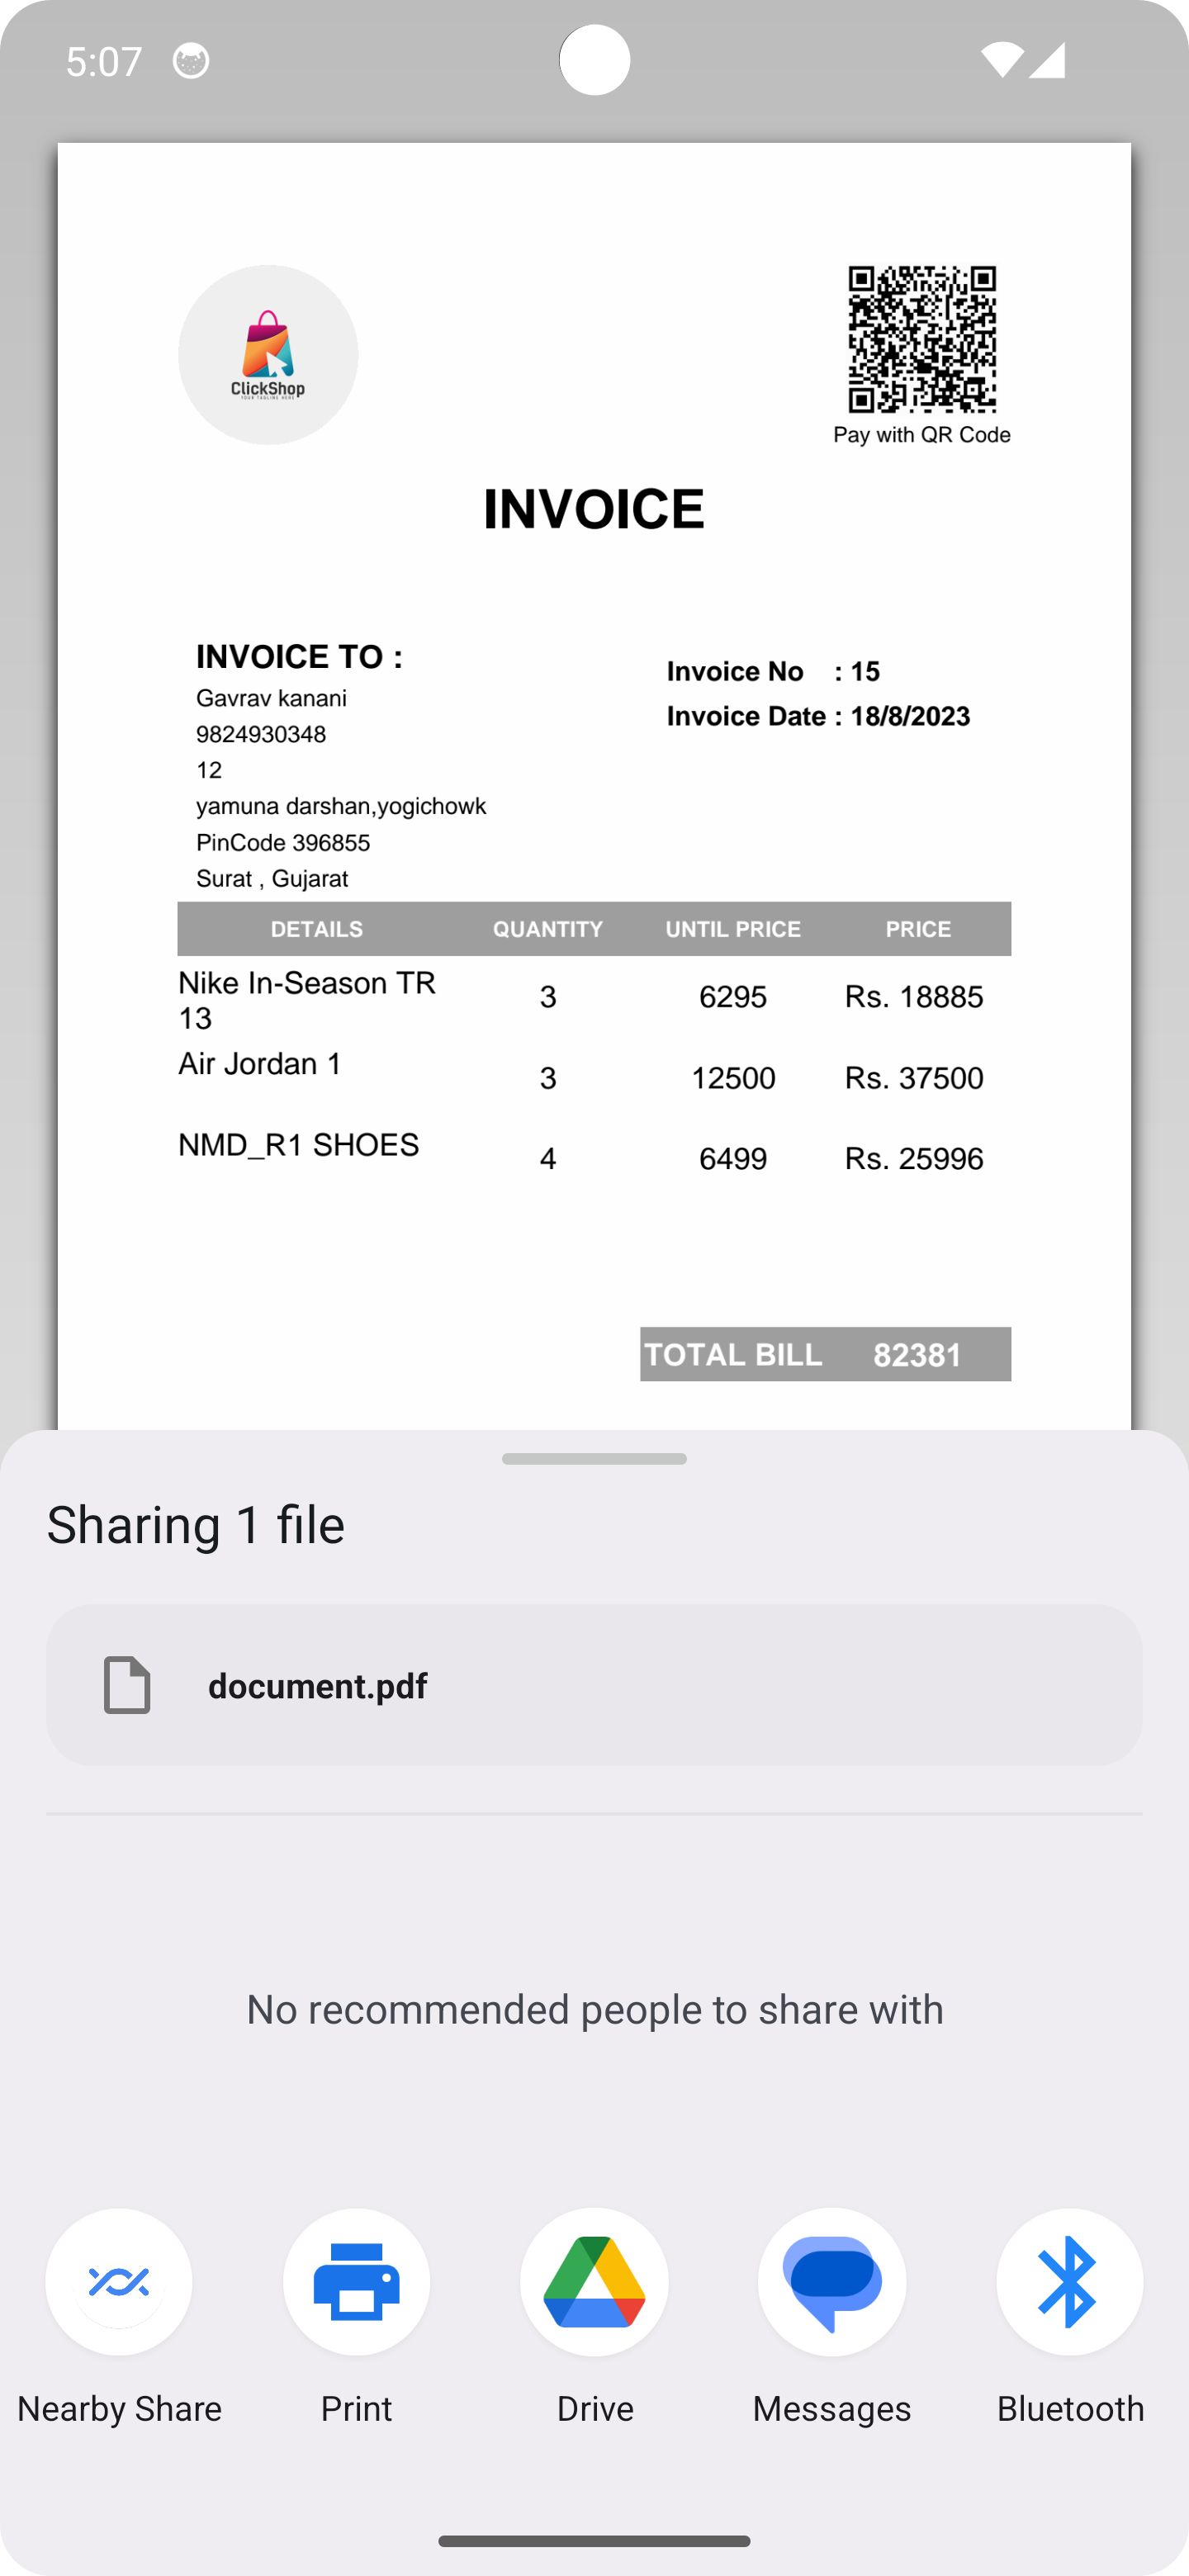 5:07
ClickShop
YOUR TAGLINE HERE
Pay with QR Code
INVOICE
INVOICE TO :
Gavrav kanani
9824930348
12
yamuna darshan,yogichowk
PinCode 396855
Surat , Gujarat
Invoice No : 15
Invoice Date : 18/8/2023
DETAILS QUANTITY UNTIL PRICE PRICE
Nike In-Season TR 13 3 6295 Rs. 18885
Air Jordan 1 3 12500 Rs. 37500
NMD_R1 SHOES 4 6499 Rs. 25996
TOTAL BILL 82381
Sharing 1 file
document.pdf
No recommended people to share with
Nearby Share Print Drive Messages Bluetooth